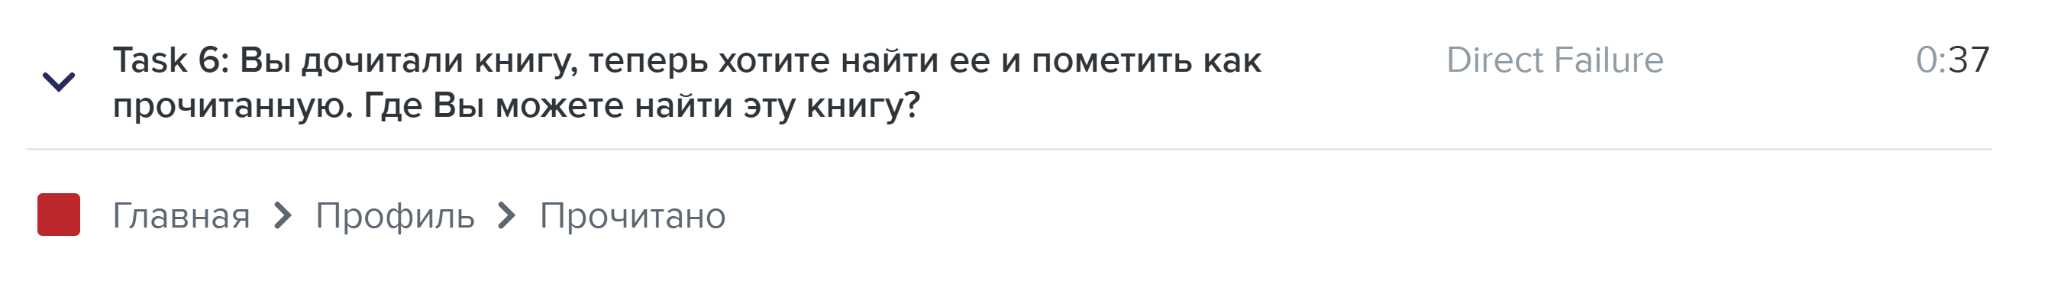 Task 6: Вы дочитали книгу, теперь хотите найти ее и пометить как
прочитанную. Где Вы можете найти эту книгу?
Direct Failure
0:37
Главная > Профиль > Прочитано